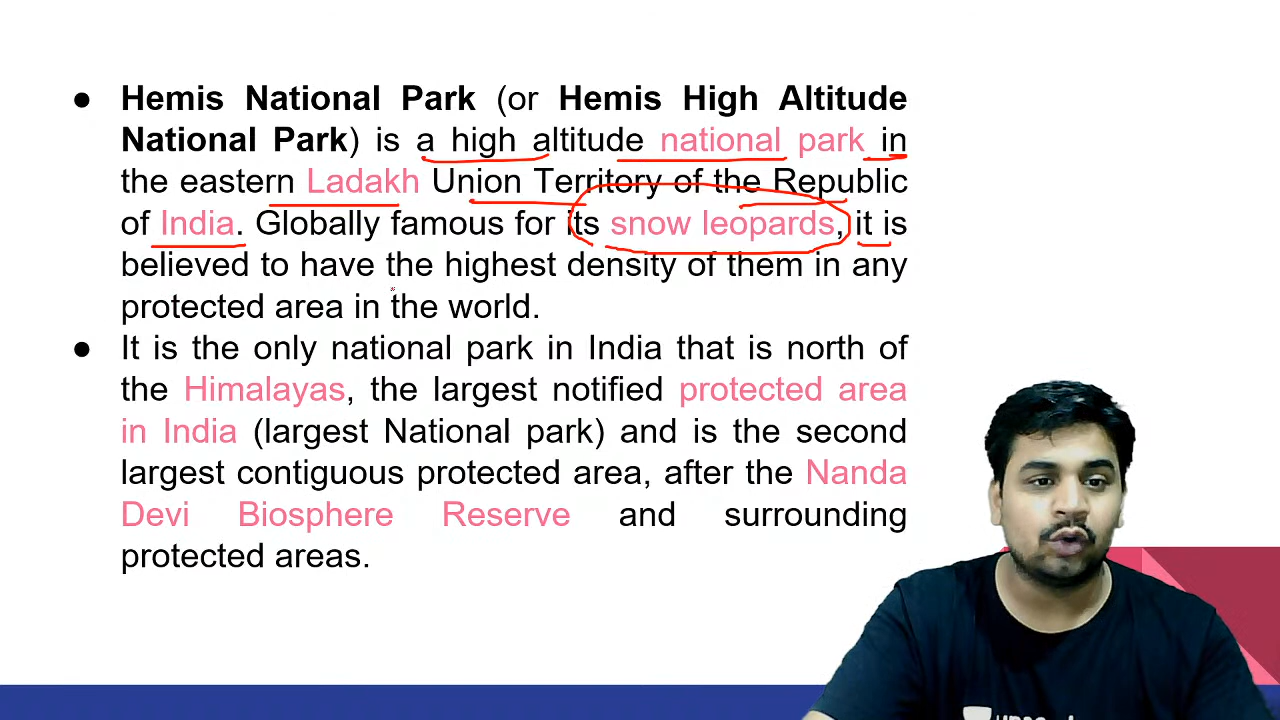 ● Hemis National Park (or Hemis High Altitude
National Park) is a high altitude national park in
the eastern Ladakh Union Territory of the Republic
of India. Globally famous for its snow leopards, it is
believed to have the highest density of them in any
protected area in the world.
● It is the only national park in India that is north of
the Himalayas, the largest notified protected area
in India (largest National park) and is the second
largest contiguous protected area, after the Nanda
Devi Biosphere Reserve and surrounding
protected areas.